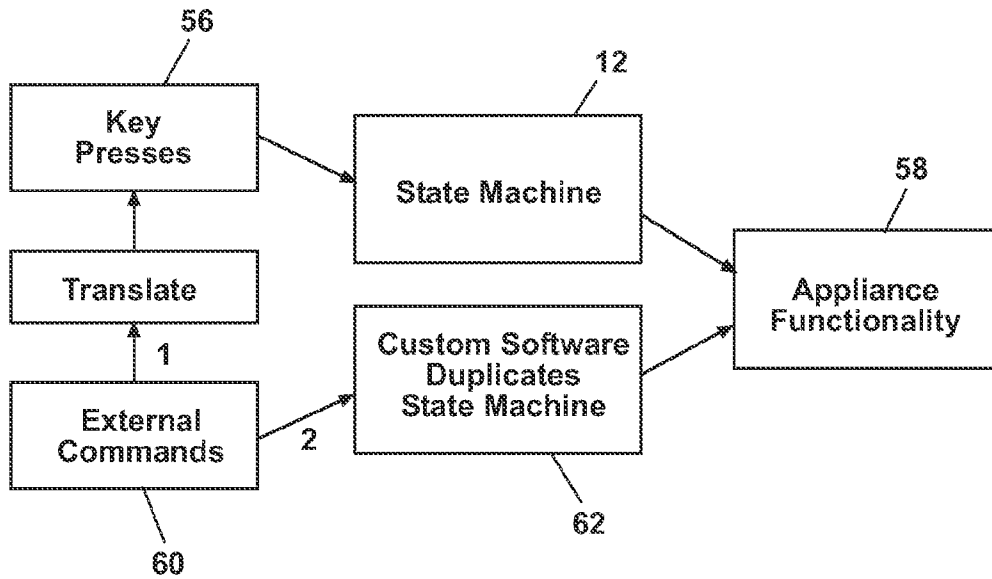 56
Key
Presses
12
State Machine
58
Appliance
Functionality
Translate
1
External
Commands
2
Custom Software
Duplicates
State Machine
60
62